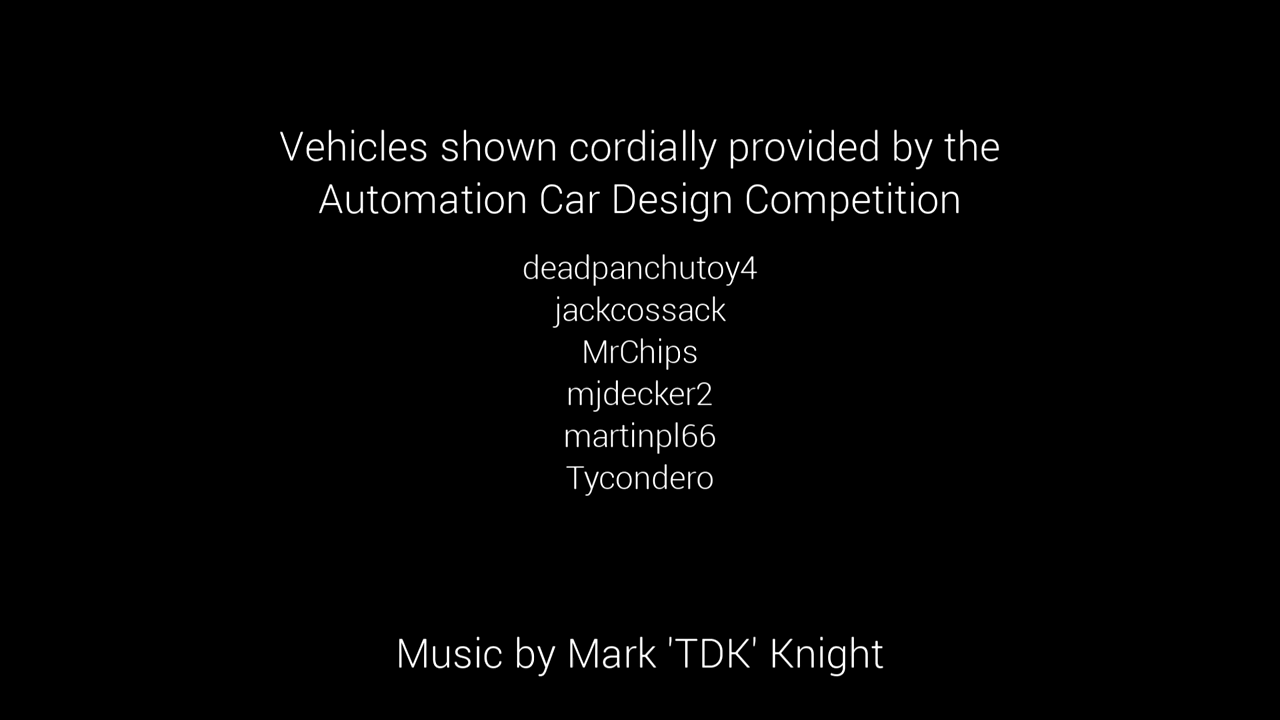 Vehicles shown cordially provided by the
Automation Car Design Competition
deadpanchutoy4
jackcossack
MrChips
mjdecker2
martinpl66
Tycondero
Music by Mark 'TDK' Knight